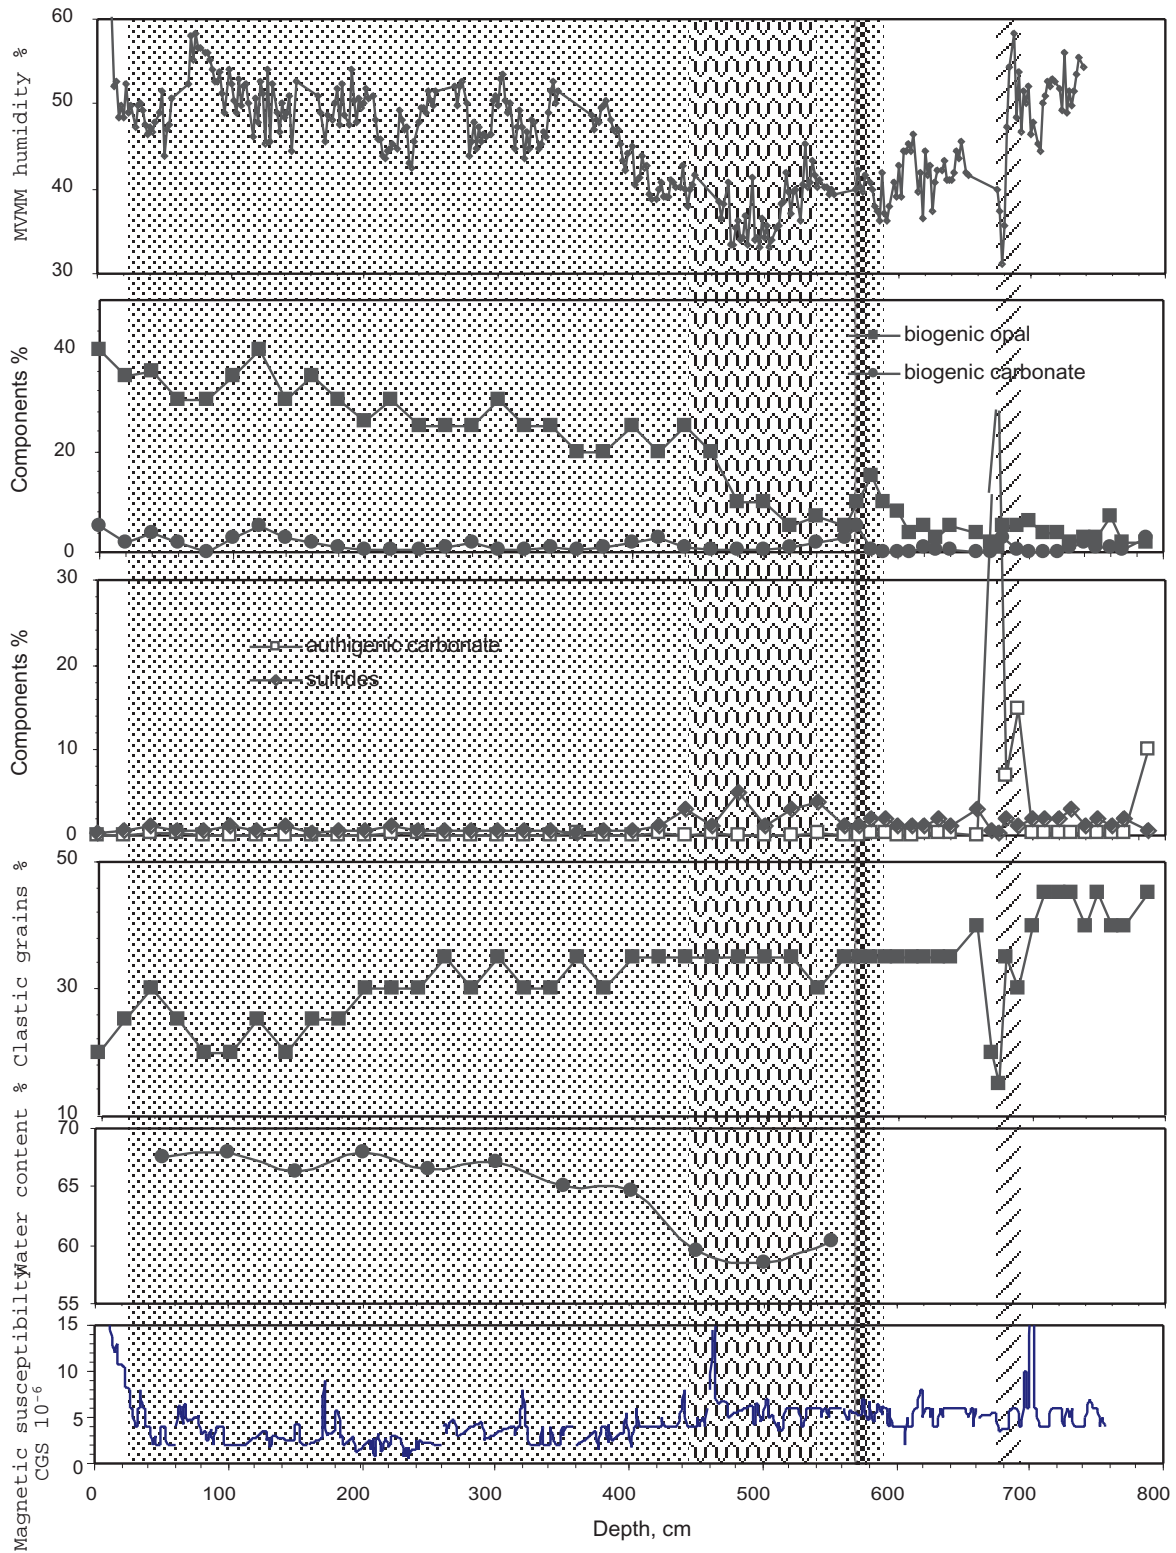 MVMM humidity %
60
50
40
30
Components %
40
20
0
biogenic opal
biogenic carbonate
Components %
30
20
10
0
authigenic carbonate
sulfides
Clastic grains %
50
30
10
Water content %
70
65
60
55
Magnetic susceptibilty
CGS 10-6
15
10
5
0
0 100 200 300 400 500 600 700 800
Depth, cm